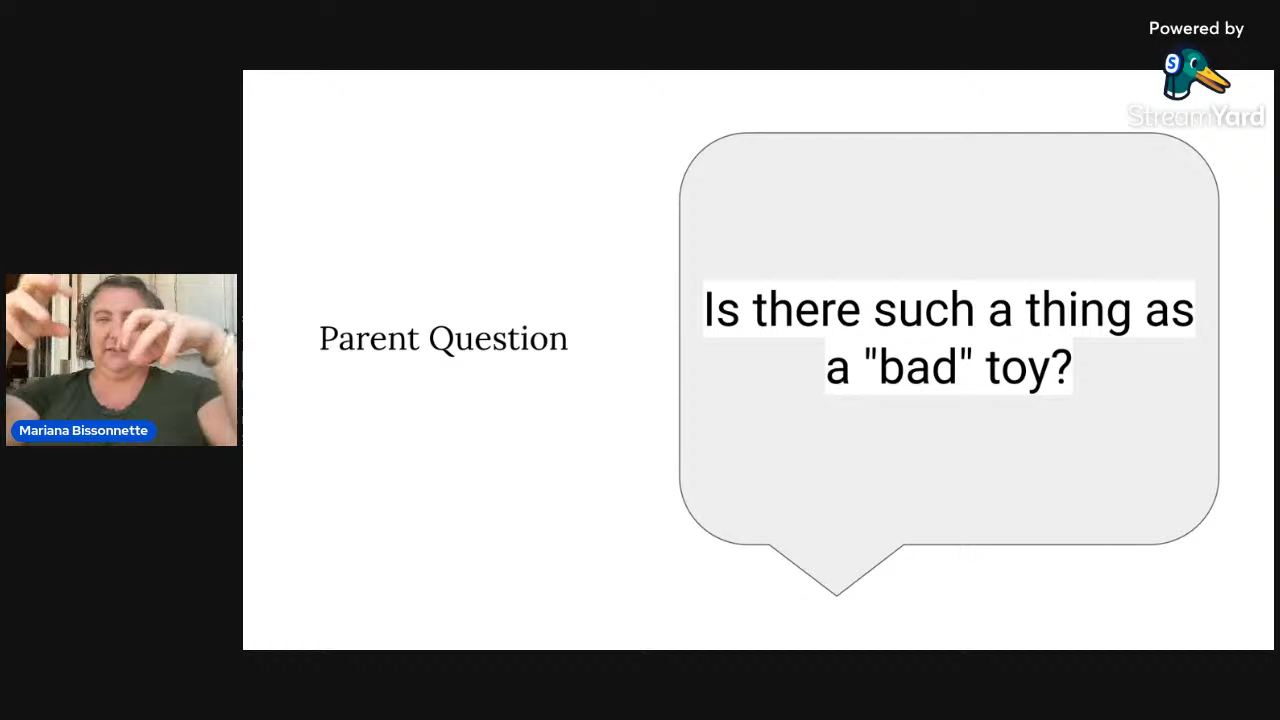 Powered by
S
StreamYard
Parent Question
Is there such a thing as
a "bad" toy?
Mariana Bissonnette